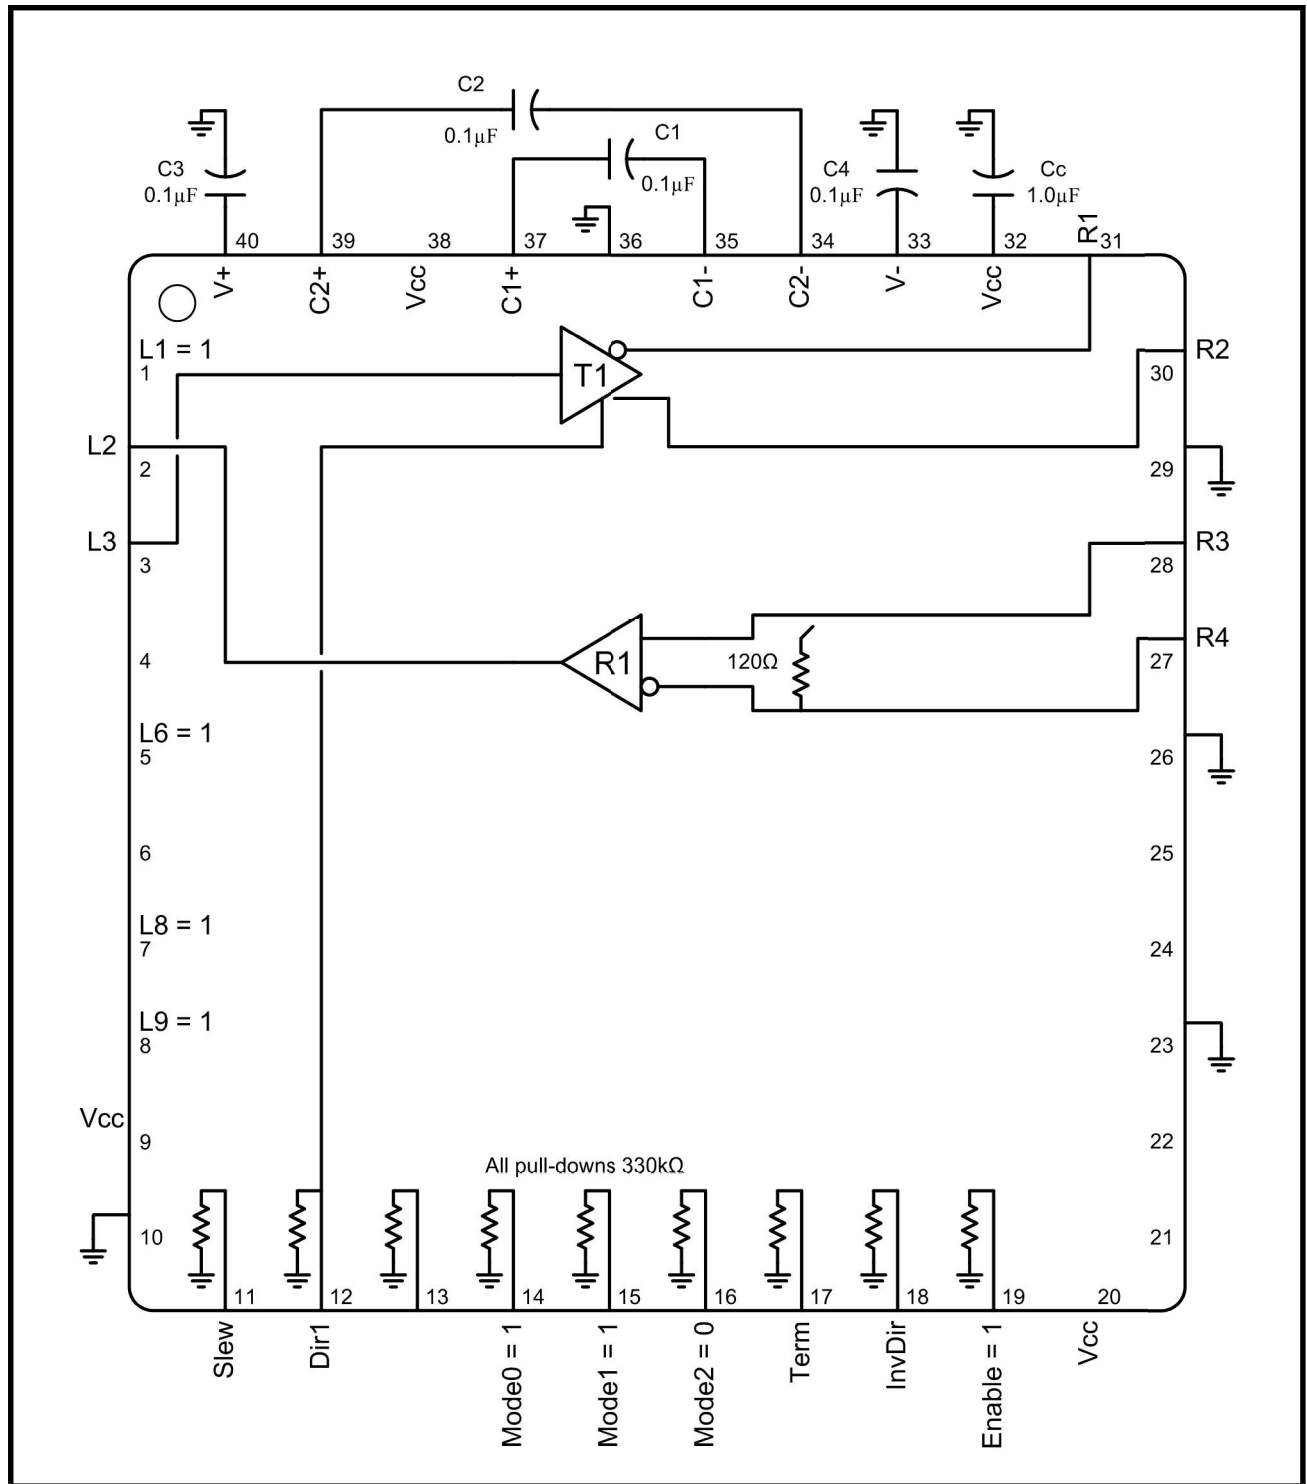 C2
0.1µF
C1
0.1µF
C3
0.1µF
C4
0.1µF
Cc
1.0µF
R1
40
39
38
37
36
35
34
33
32
31
V+
C2+
Vcc
C1+
C1-
C2-
V-
Vcc
L1 = 1
1
T1
R2
30
L2
2
29
L3
3
R3
28
R4
4
R1
120Ω
27
L6 = 1
5
26
6
25
L8 = 1
7
24
L9 = 1
8
23
Vcc
9
22
All pull-downs 330kΩ
10
21
11
12
13
14
15
16
17
18
19
20
Slew
Dir1
Mode0 = 1
Mode1 = 1
Mode2 = 0
Term
InvDir
Enable = 1
Vcc